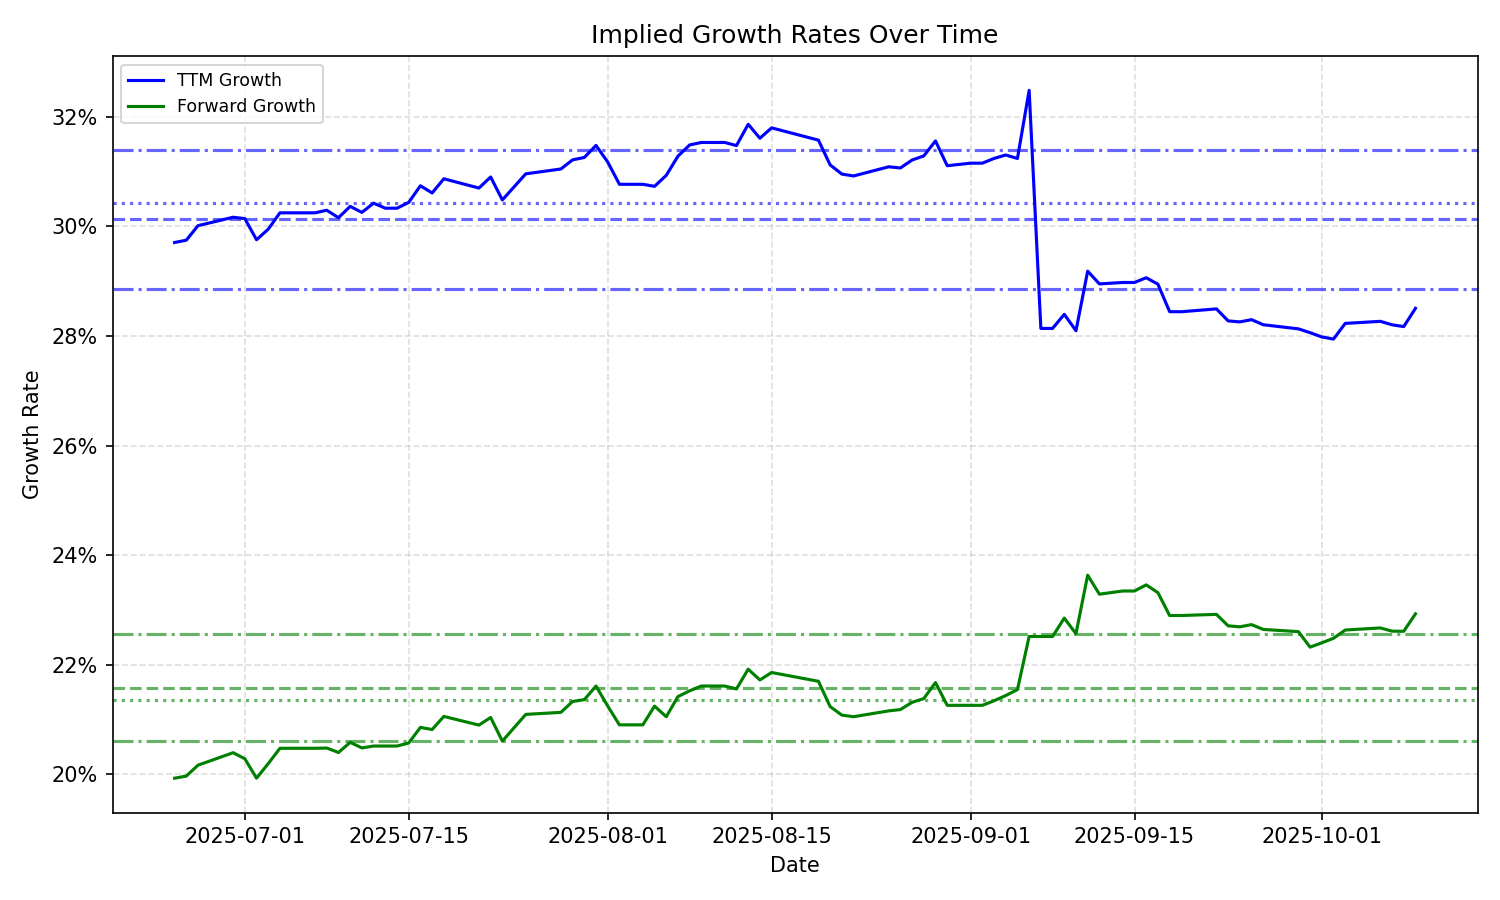 Implied Growth Rates Over Time
TTM Growth
Forward Growth
32%
30%
28%
26%
24%
22%
20%
Growth Rate
2025-07-01 2025-07-15 2025-08-01 2025-08-15 2025-09-01 2025-09-15 2025-10-01
Date